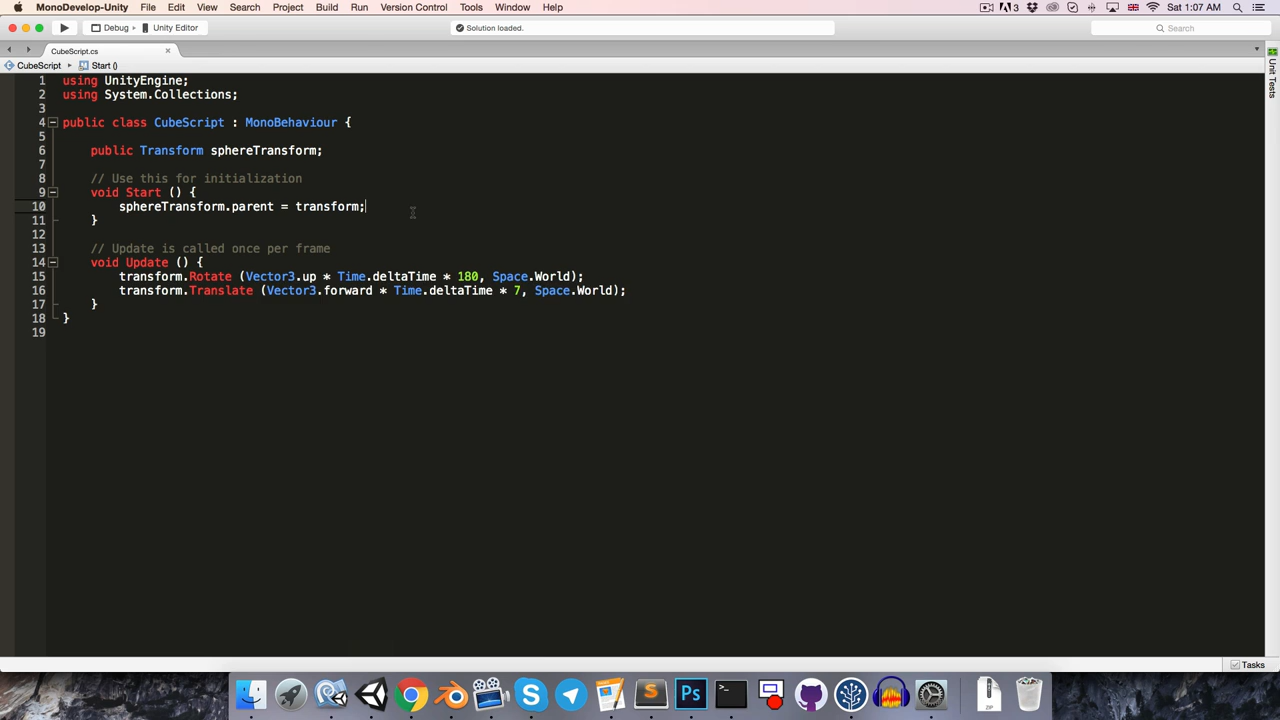 MonoDevelop-Unity File Edit View Search Project Build Run Version Control Tools Window Help 3 Sat 1:07 AM
Debug Unity Editor Solution loaded. Search
CubeScript.cs
CubeScript Start ()
Unit Tests
1 using UnityEngine;
2 using System.Collections;
3
4 public class CubeScript : MonoBehaviour {
5
6 public Transform sphereTransform;
7
8 // Use this for initialization
9 void Start () {
10 sphereTransform.parent = transform;
11 }
12
13 // Update is called once per frame
14 void Update () {
15 transform.Rotate (Vector3.up * Time.deltaTime * 180, Space.World);
16 transform.Translate (Vector3.forward * Time.deltaTime * 7, Space.World);
17 }
18 }
19
Tasks
Ps
ZIP